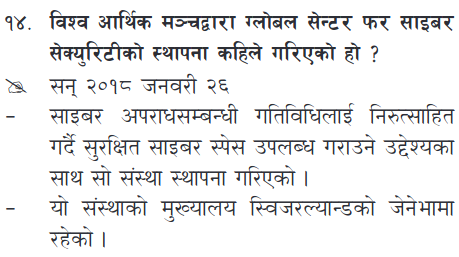 १४. विश्व आर्थिक मञ्चद्वारा ग्लोबल सेन्टर फर साइबर
सेक्युरिटीको स्थापना कहिले गरिएको हो ?
सन् २०१८ जनवरी २६
- साइबर अपराधसम्बन्धी गतिविधिलाई निरुत्साहित
गर्दै सुरक्षित साइबर स्पेस उपलब्ध गराउने उद्देश्यका
साथ सो संस्था स्थापना गरिएको ।
- यो संस्थाको मुख्यालय स्विजरल्यान्डको जेनेभामा
रहेको ।